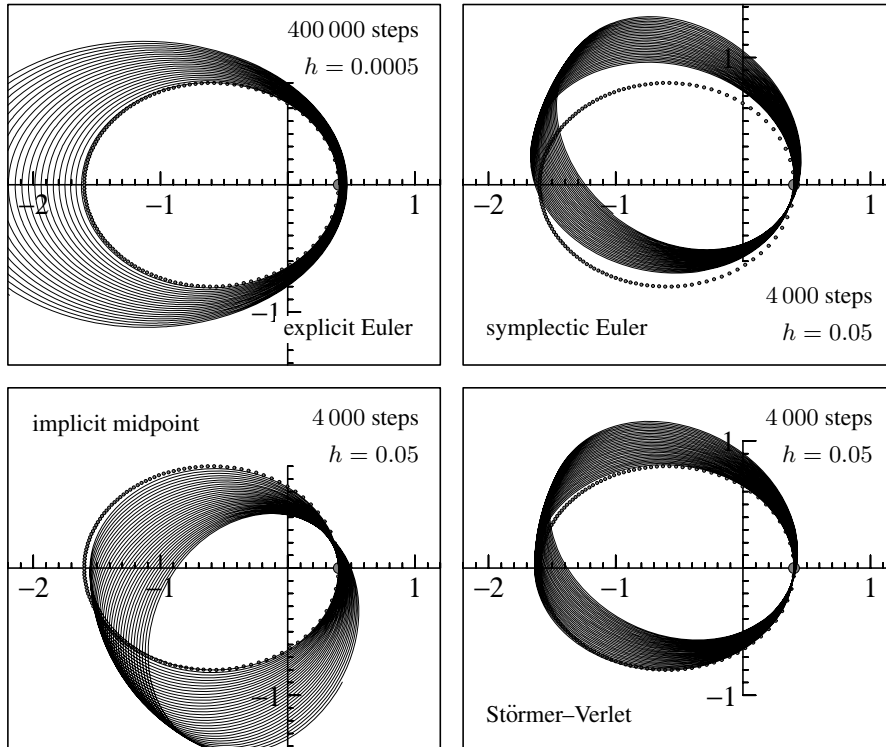 400 000 steps
h = 0.0005
−2
−1
1
−1
explicit Euler
1
−2
−1
1
4 000 steps
symplectic Euler
h = 0.05
implicit midpoint
4 000 steps
h = 0.05
−2
−1
1
−1
4 000 steps
1
h = 0.05
−2
−1
1
−1
Störmer–Verlet